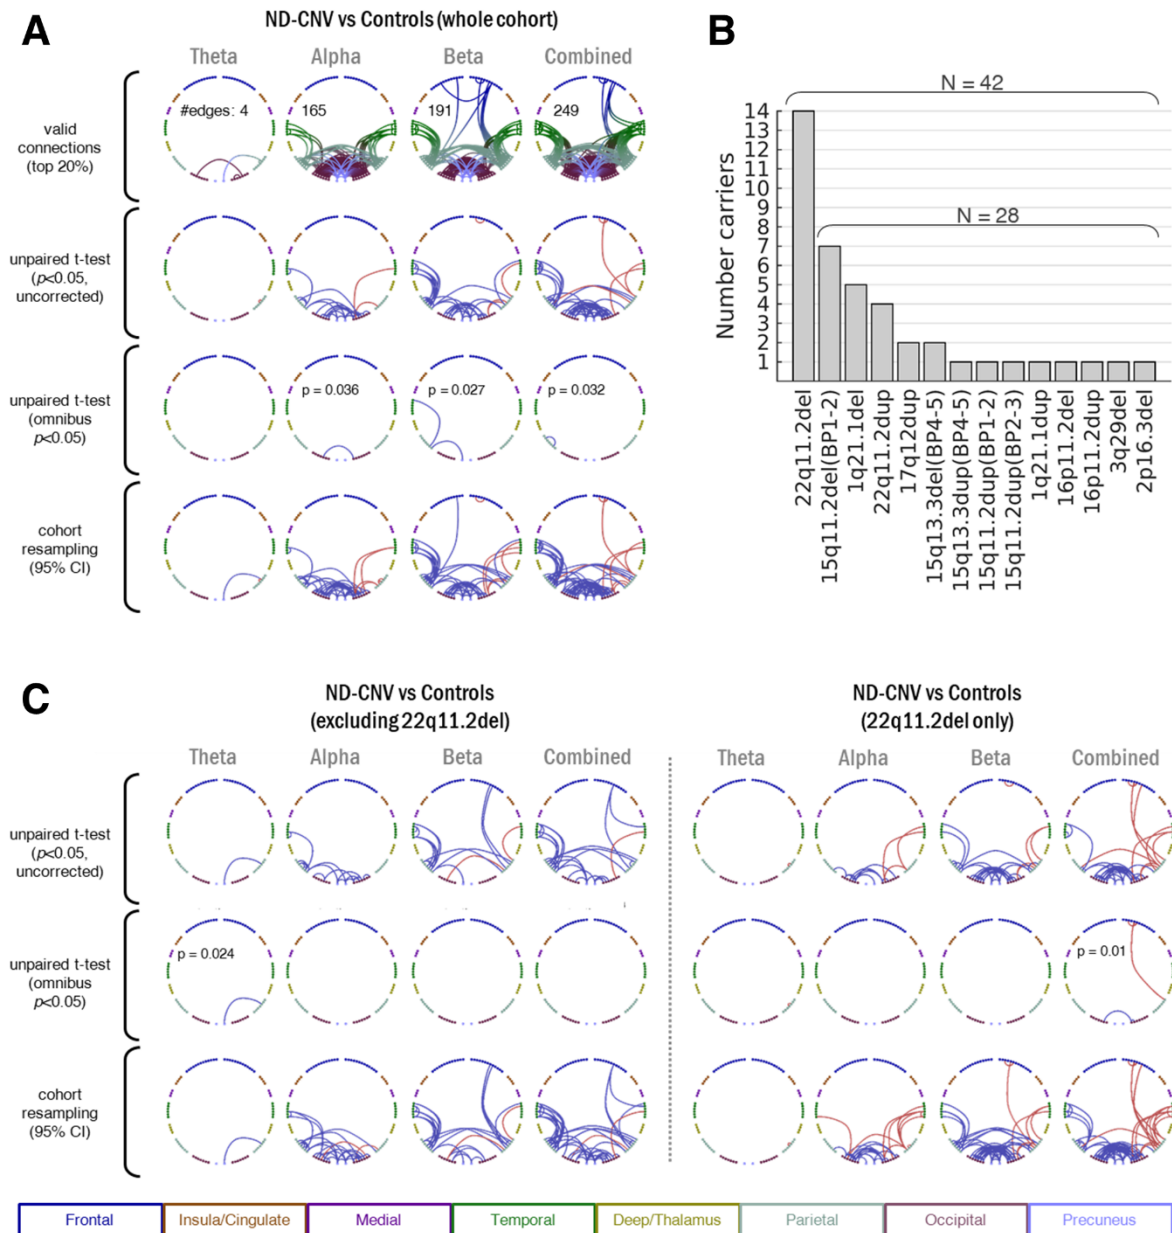 A
ND-CNV vs Controls (whole cohort)
Theta
Alpha
Beta
Combined
valid
connections
(top 20%)
#edges: 4
165
191
249
unpaired t-test
(p<0.05,
uncorrected)
unpaired t-test
(omnibus
p<0.05)
p = 0.036
p = 0.027
p = 0.032
cohort
resampling
(95% CI)
B
N = 42
N = 28
Number carriers
14
13
12
11
10
9
8
7
6
5
4
3
2
1
22q11.2del
15q11.2del(BP1-2)
1q21.1del
22q11.2dup
17q12dup
15q13.3del(BP4-5)
15q13.3dup(BP4-5)
15q11.2dup(BP1-2)
15q11.2dup(BP2-3)
1q21.1dup
16p11.2del
16p11.2dup
3q29del
2p16.3del
C
ND-CNV vs Controls
(excluding 22q11.2del)
Theta
Alpha
Beta
Combined
ND-CNV vs Controls
(22q11.2del only)
Theta
Alpha
Beta
Combined
unpaired t-test
(p<0.05,
uncorrected)
unpaired t-test
(omnibus
p<0.05)
p = 0.024
p = 0.01
cohort
resampling
(95% CI)
Frontal
Insula/Cingulate
Medial
Temporal
Deep/Thalamus
Parietal
Occipital
Precuneus